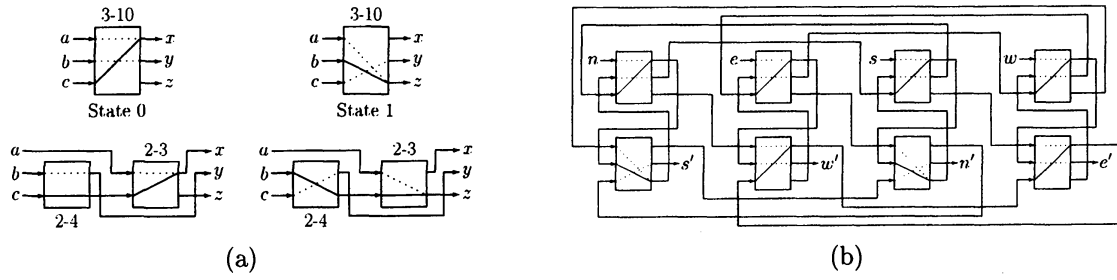 3-10
a x
b y
c z
State 0
3-10
a x
b y
c z
State 1
2-3
a x
b y
c z
2-4
2-3
a x
b y
c z
2-4
(a)
n e s w
s' w' n' e'
(b)